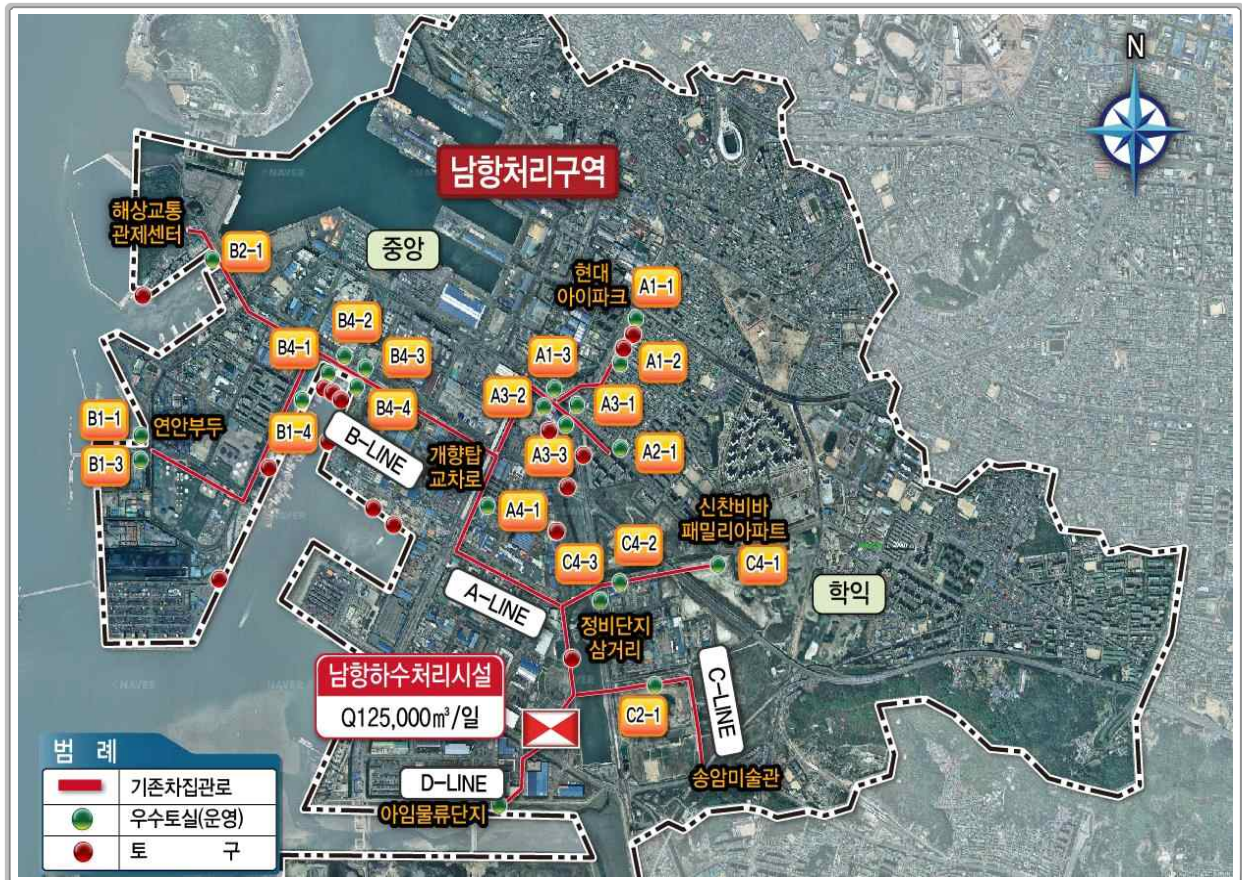 N
남항처리구역
해상교통
관제센터
B2-1
중앙
현대
아이파크
A1-1
B4-2
B4-1
B4-3
A1-3
A1-2
A3-2
A3-1
B1-1
연안부두
B4-4
B1-4
B-LINE
개항탑
교차로
A3-3
A2-1
B1-3
A4-1
신찬비바
패밀리아파트
C4-3
C4-2
C4-1
A-LINE
학익
정비단지
삼거리
남항하수처리시설
Q125,000㎥/일
C-LINE
C2-1
D-LINE
아임물류단지
송암미술관
범 례
기존차집관로
우수토실(운영)
토 구
NAVER
NAVER
NAVER